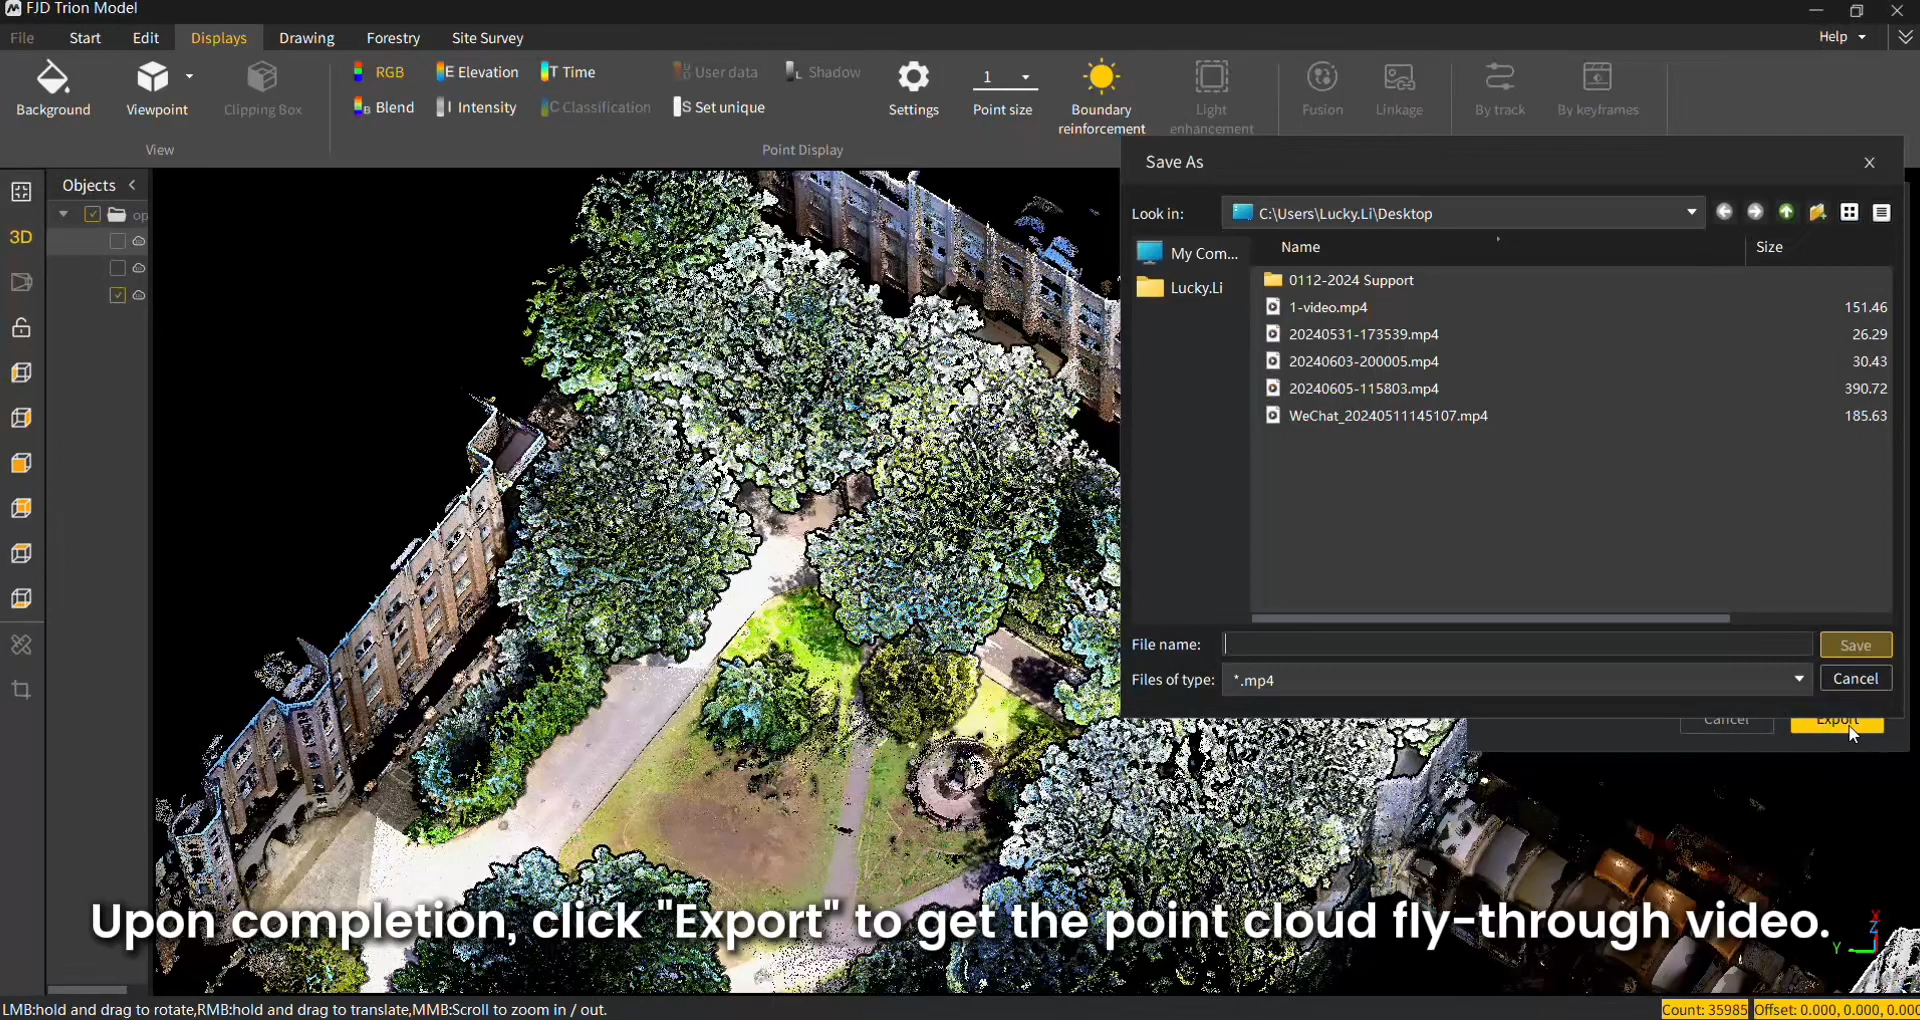 FJD Trion Model
File Start Edit Displays Drawing Forestry Site Survey Help
RGB E Elevation T Time User data L Shadow 1
B Blend I Intensity C Classification S Set unique
Background Viewpoint Clipping Box Settings Point size Boundary reinforcement Light enhancement Fusion Linkage By track By keyframes
View Point Display
Save As
Objects
Look in: C:\Users\Lucky.Li\Desktop
op
3D
Name Size
My Com...
Lucky.Li
0112-2024 Support
1-video.mp4 151.46
20240531-173539.mp4 26.29
20240603-200005.mp4 30.43
20240605-115803.mp4 390.72
WeChat_20240511145107.mp4 185.63
File name: Save
Files of type: *.mp4 Cancel
Cancel Export
Upon completion, click "Export" to get the point cloud fly-through video.
X
Z
Y
LMB:hold and drag to rotate,RMB:hold and drag to translate,MMB:Scroll to zoom in / out.
Count: 35985 Offset: 0.000, 0.000, 0.000